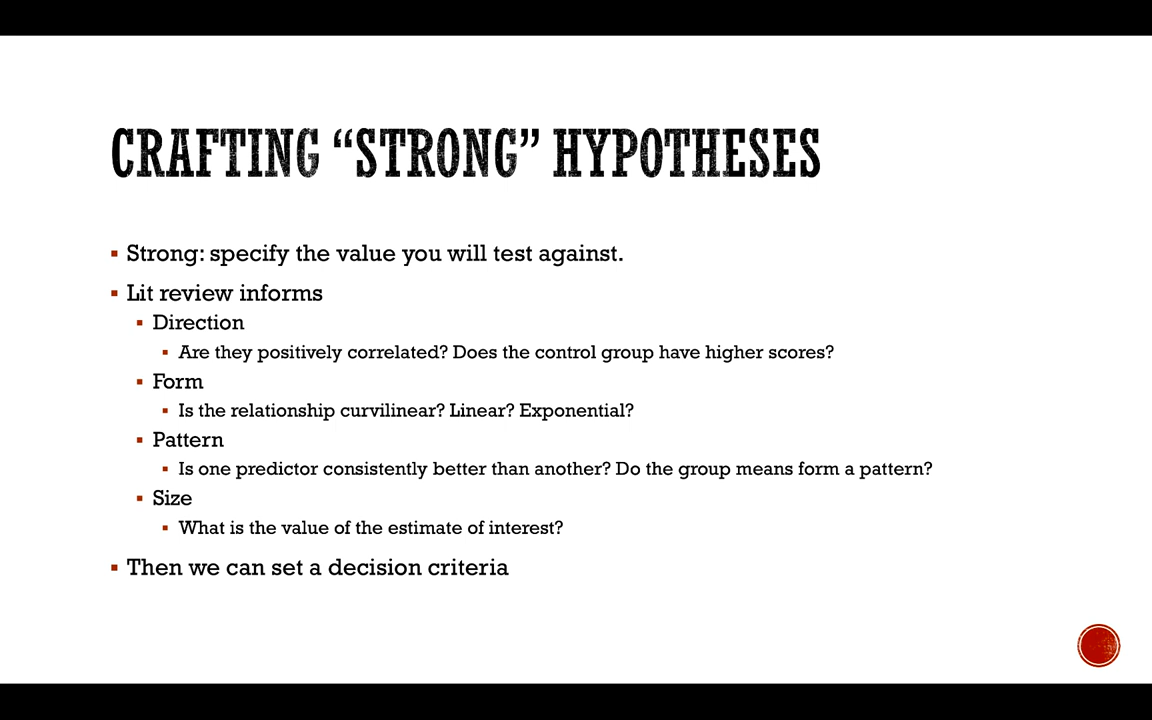 CRAFTING “STRONG” HYPOTHESES
▪ Strong: specify the value you will test against.
▪ Lit review informs
▪ Direction
▪ Are they positively correlated? Does the control group have higher scores?
▪ Form
▪ Is the relationship curvilinear? Linear? Exponential?
▪ Pattern
▪ Is one predictor consistently better than another? Do the group means form a pattern?
▪ Size
▪ What is the value of the estimate of interest?
▪ Then we can set a decision criteria